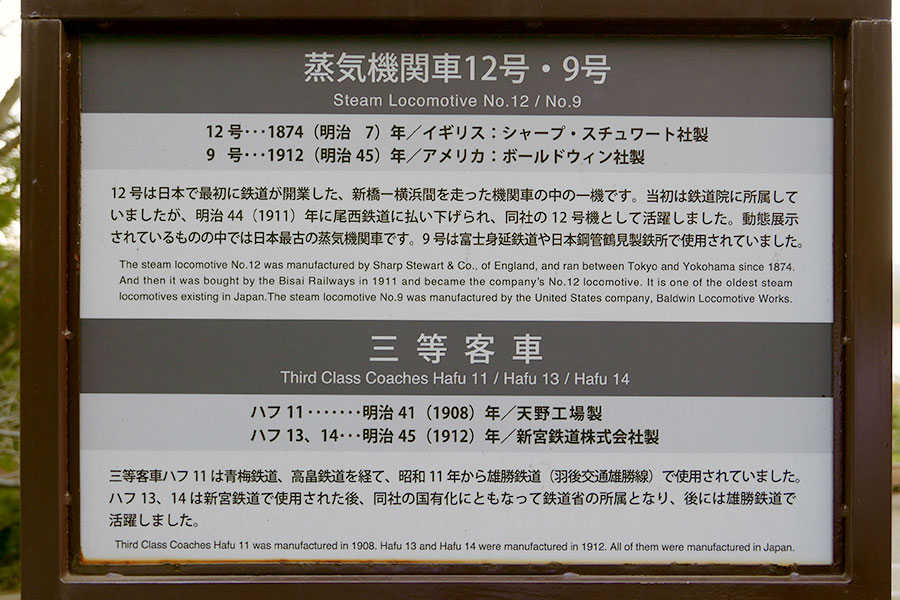 蒸気機関車12号・9号
Steam Locomotive No.12 / No.9
12号･･･1874（明治　7）年／イギリス：シャープ・スチュワート社製
9　号･･･1912（明治45）年／アメリカ：ボールドウィン社製
12号は日本で最初に鉄道が開業した、新橋ー横浜間を走った機関車の中の一機です。当初は鉄道院に所属して
いましたが、明治44（1911）年に尾西鉄道に払い下げられ、同社の12号機として活躍しました。動態展示
されているものの中では日本最古の蒸気機関車です。9号は富士身延鉄道や日本鋼管鶴見製鉄所で使用されていました。
The steam locomotive No.12 was manufactured by Sharp Stewart & Co., of England, and ran between Tokyo and Yokohama since 1874.
And then it was bought by the Bisai Railways in 1911 and became the company's No.12 locomotive. It is one of the oldest steam
locomotives existing in Japan.The steam locomotive No.9 was manufactured by the United States company, Baldwin Locomotive Works.
三等客車
Third Class Coaches Hafu 11 / Hafu 13 / Hafu 14
ハフ11･･･････明治41（1908）年／天野工場製
ハフ13、14･･･明治45（1912）年／新宮鉄道株式会社製
三等客車ハフ11は青梅鉄道、高畠鉄道を経て、昭和11年から雄勝鉄道（羽後交通雄勝線）で使用されていました。
ハフ13、14は新宮鉄道で使用された後、同社の国有化にともなって鉄道省の所属となり、後には雄勝鉄道で
活躍しました。
Third Class Coaches Hafu 11 was manufactured in 1908. Hafu 13 and Hafu 14 were manufactured in 1912. All of them were manufactured in Japan.